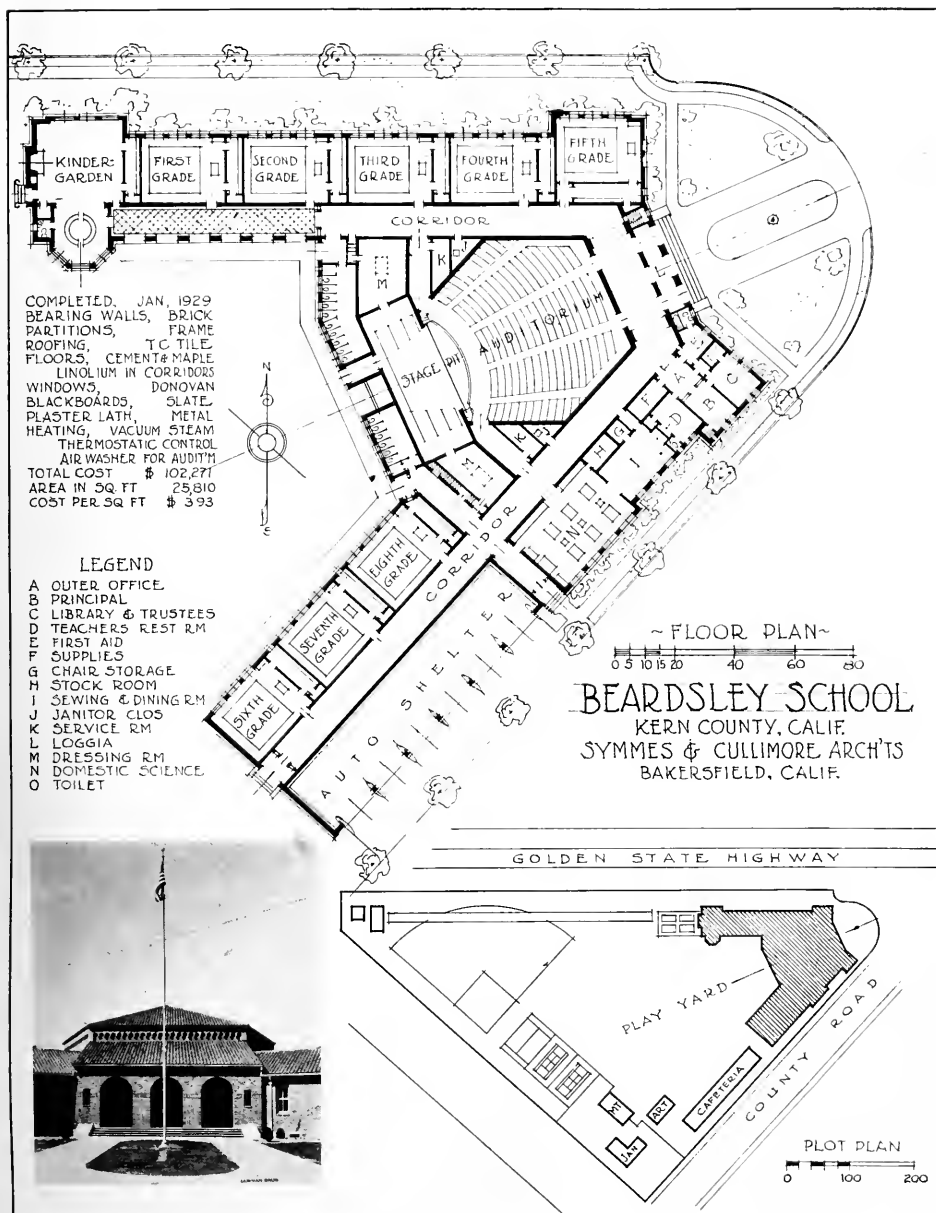 KINDER-
GARDEN
FIRST
GRADE
SECOND
GRADE
THIRD
GRADE
FOURTH
GRADE
FIFTH
GRADE
CORRIDOR
M
K
STAGE
PIT
AUDITORIUM
COMPLETED, JAN, 1929
BEARING WALLS, BRICK
PARTITIONS, FRAME
ROOFING, T C TILE
FLOORS, CEMENT & MAPLE
LINOLIUM IN CORRIDORS
WINDOWS, DONOVAN
BLACKBOARDS, SLATE
PLASTER LATH, METAL
HEATING, VACUUM STEAM
THERMOSTATIC CONTROL
AIR WASHER FOR AUDIT'M
TOTAL COST $ 102,271
AREA IN SQ. FT 25,810
COST PER SQ FT $ 3.93
N
A
C
B
F
D
G
H
I
K
N
J
CORRIDOR
EIGHTH
GRADE
SEVENTH
GRADE
SIXTH
GRADE
AUTO SHELTER
LEGEND
A OUTER OFFICE
B PRINCIPAL
C LIBRARY & TRUSTEES
D TEACHERS REST RM
E FIRST AID
F SUPPLIES
G CHAIR STORAGE
H STOCK ROOM
I SEWING & DINING RM
J JANITOR CLOS
K SERVICE RM
L LOGGIA
M DRESSING RM
N DOMESTIC SCIENCE
O TOILET
~FLOOR PLAN~
0 5 10 15 20 40 60 80
BEARDSLEY SCHOOL
KERN COUNTY, CALIF.
SYMMES & CULLIMORE ARCH'TS
BAKERSFIELD, CALIF.
GOLDEN STATE HIGHWAY
PLAY YARD
COUNTY ROAD
CAFETERIA
ART
MT
JAN
PLOT PLAN
0 100 200